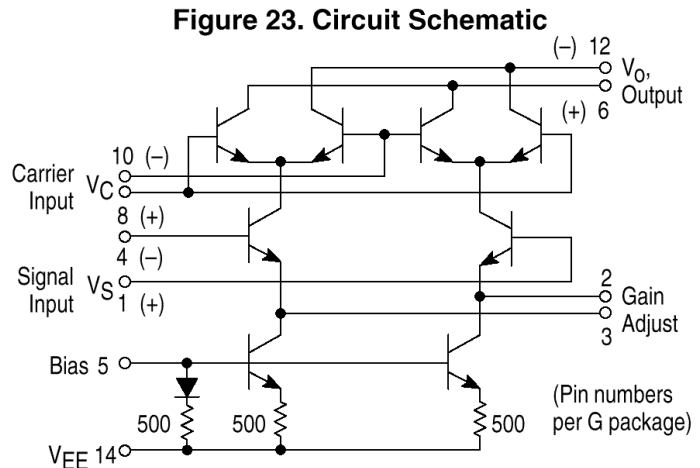 Figure 23. Circuit Schematic
(–) 12
Vo,
Output
(+) 6
10 (–)
Carrier
Input
VC
8 (+)
4 (–)
Signal
Input
VS
1 (+)
2
Gain
Adjust
3
Bias 5
500
500
500
(Pin numbers
per G package)
VEE 14